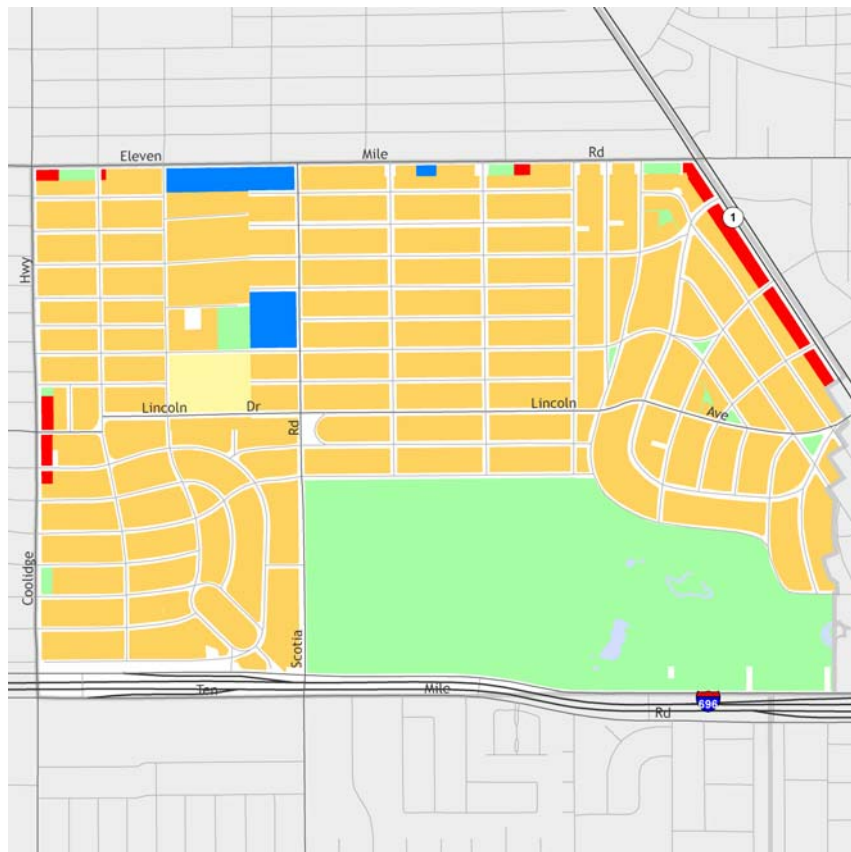 Eleven Mile Rd
1
Hwy
Lincoln Dr
Lincoln Ave
Rd
Coolidge
Scotia
Ten Mile Rd
696